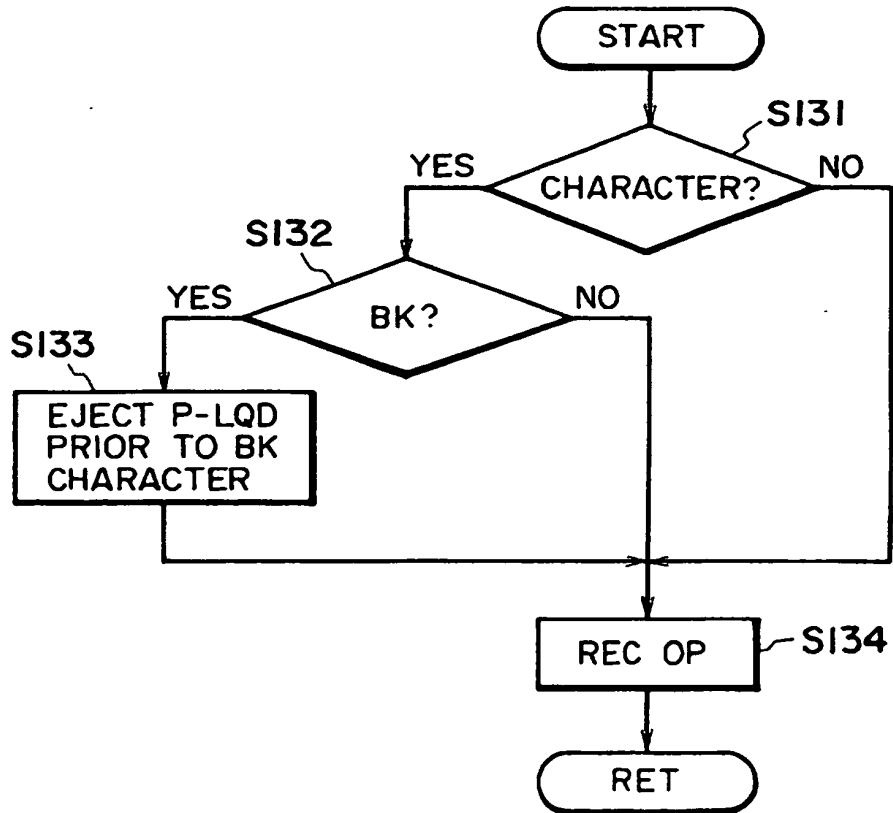 START
S131
YES
CHARACTER?
NO
S132
YES
BK?
NO
S133
EJECT P-LQD
PRIOR TO BK
CHARACTER
REC OP
S134
RET